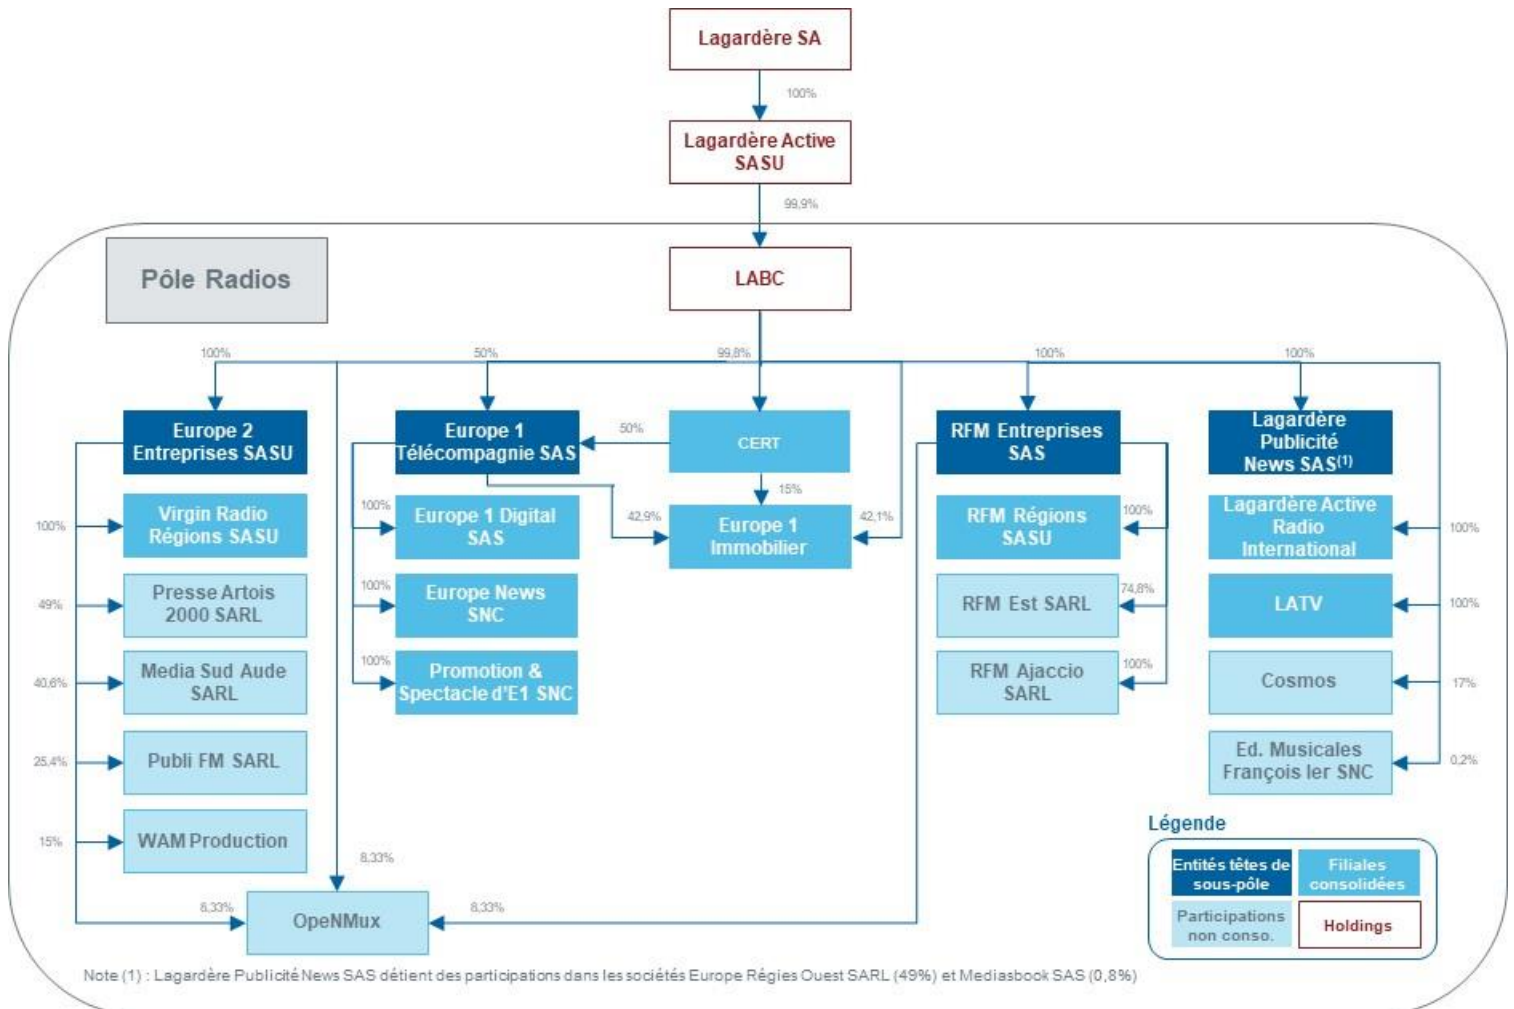 Lagardère SA
100%
Lagardère Active
SASU
99,9%
Pôle Radios
LABC
100%
50%
99,8%
100%
100%
Europe 2
Entreprises SASU
Europe 1
Télécompagnie SAS
50%
CERT
RFM Entreprises
SAS
Lagardère
Publicité
News SAS(1)
100%
Virgin Radio
Régions SASU
100%
Europe 1 Digital
SAS
42,9%
15%
Europe 1
Immobilier
42,1%
RFM Régions
SASU
100%
Lagardère Active
Radio
International
100%
49%
Presse Artois
2000 SARL
100%
Europe News
SNC
RFM Est SARL
74,8%
LATV
100%
40,6%
Media Sud Aude
SARL
100%
Promotion &
Spectacle d'E1 SNC
RFM Ajaccio
SARL
100%
Cosmos
17%
25,4%
Publi FM SARL
Ed. Musicales
François Ier SNC
0,2%
15%
WAM Production
8,33%
8,33%
OpeNMux
8,33%
Légende
Entités têtes de
sous-pôle
Filiales
consolidées
Participations
non conso.
Holdings
Note (1) : Lagardère Publicité News SAS détient des participations dans les sociétés Europe Régies Ouest SARL (49%) et Mediasbook SAS (0,8%)